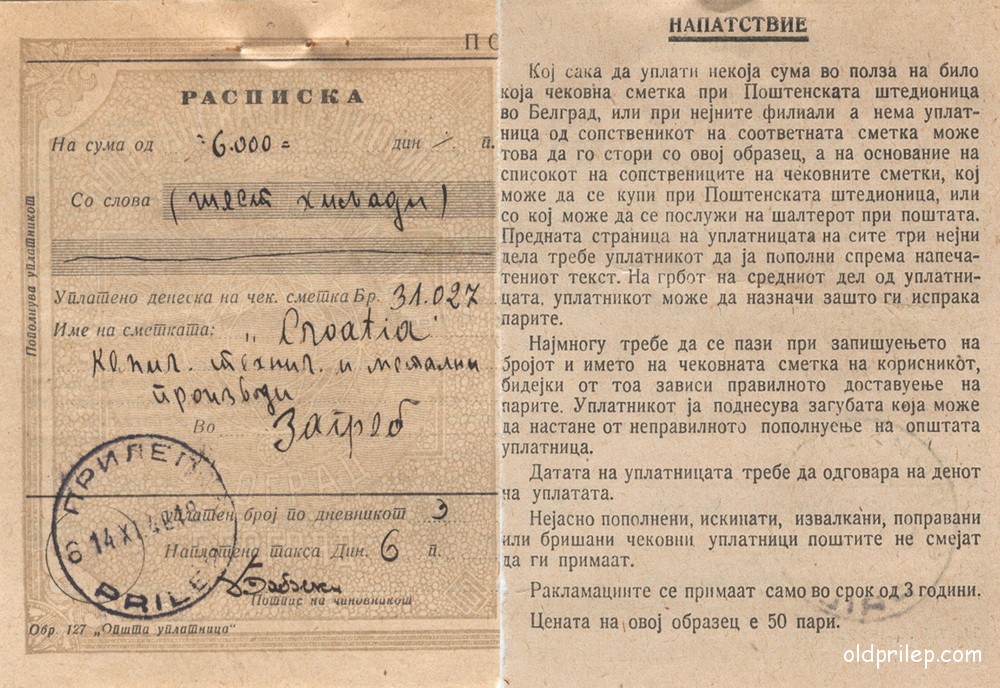 ПО
РАСПИСКА
На сума од =6.000= дин /. п.
Со слова (шест хиљади)
Пополнува уплатникот
Уплатено денеска на чек. сметка Бр. 31.027
Име на сметката: „Croatia"
технич. и метални
производи
Во Загреб
Уплатен број по дневникот 3
Наплатена такса Дин. 6 п.
Потпис на чиновникот
ПРИЛЕП
14 XI
6
PRILEP
Обр. 127 „Општа уплатница“
НАПАТСТВИЕ
Кој сака да уплати некоја сума во полза на било
која чековна сметка при Поштенската штедионица
во Белград, или при нејните филиали а нема уплат-
ница од сопственикот на соответната сметка може
това да го стори со овој образец, а на основание на
списокот на сопствениците на чековните сметки, кој
може да се купи при Поштенската штедионица, или
со кој може да се послужи на шалтерот при поштата.
Предната страница на уплатницата на сите три нејни
дела требе уплатникот да ја пополни спрема напеча-
тениот текст. На грбот на средниот дел од уплатни-
цата, уплатникот може да назначи зашто ги испрака
парите.
Најмногу требе да се пази при запишуењето на
бројот и името на чековната сметка на корисникот,
бидејки от тоа зависи правилното доставуење на
парите. Уплатникот ја поднесува загубата која може
да настане от неправилното пополнуење на општата
уплатница.
Датата на уплатницата требе да одговара на денот
на уплатата.
Нејасно пополнени, искинати, извалкани, поправани
или бришани чековни уплатници поштите не смејат
да ги примаат.
Ракламациите се примаат само во срок од 3 години.
Цената на овој образец е 50 пари.
oldprilep.com